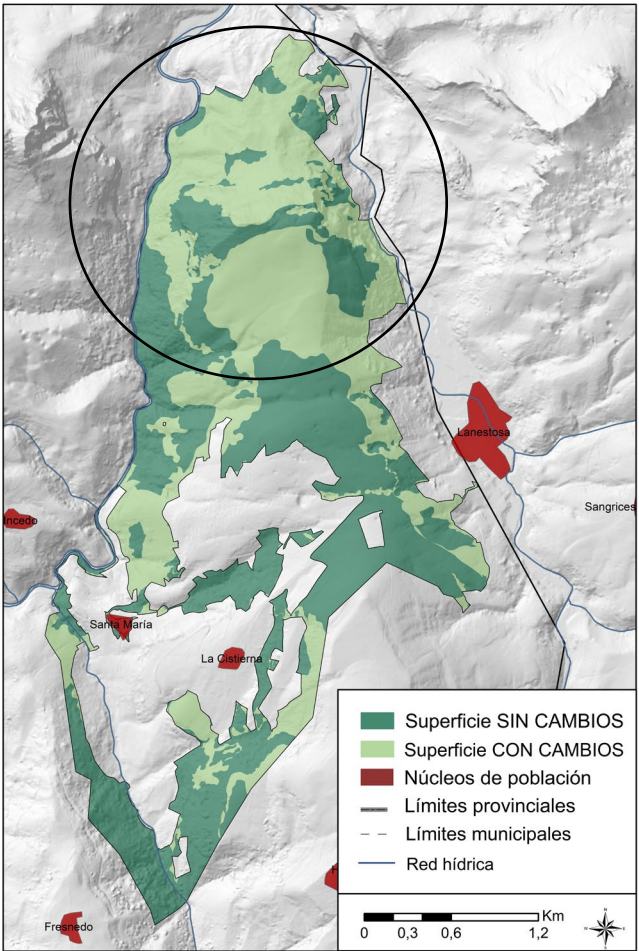 Lanestosa
Sangrices
Incedo
Santa María
La Cistierna
Fresnedo
Superficie SIN CAMBIOS
Superficie CON CAMBIOS
Núcleos de población
Límites provinciales
Límites municipales
Red hídrica
Km
0 0,3 0,6 1,2